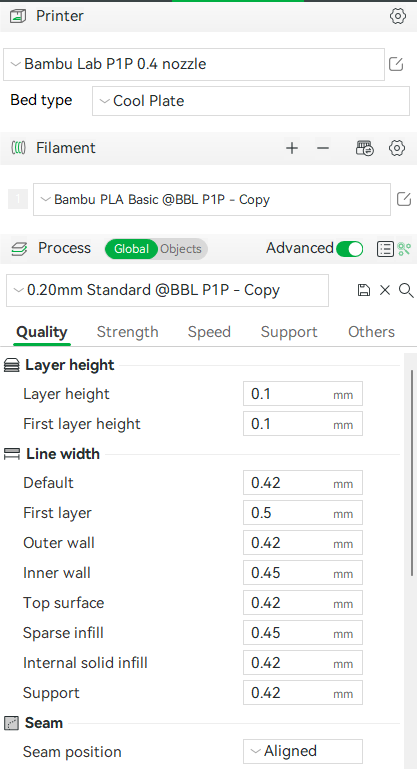 Printer
Bambu Lab P1P 0.4 nozzle
Bed type Cool Plate
Filament
1 Bambu PLA Basic @BBL P1P - Copy
Process Global Objects Advanced
0.20mm Standard @BBL P1P - Copy
Quality Strength Speed Support Others
Layer height
Layer height 0.1 mm
First layer height 0.1 mm
Line width
Default 0.42 mm
First layer 0.5 mm
Outer wall 0.42 mm
Inner wall 0.45 mm
Top surface 0.42 mm
Sparse infill 0.45 mm
Internal solid infill 0.42 mm
Support 0.42 mm
Seam
Seam position Aligned